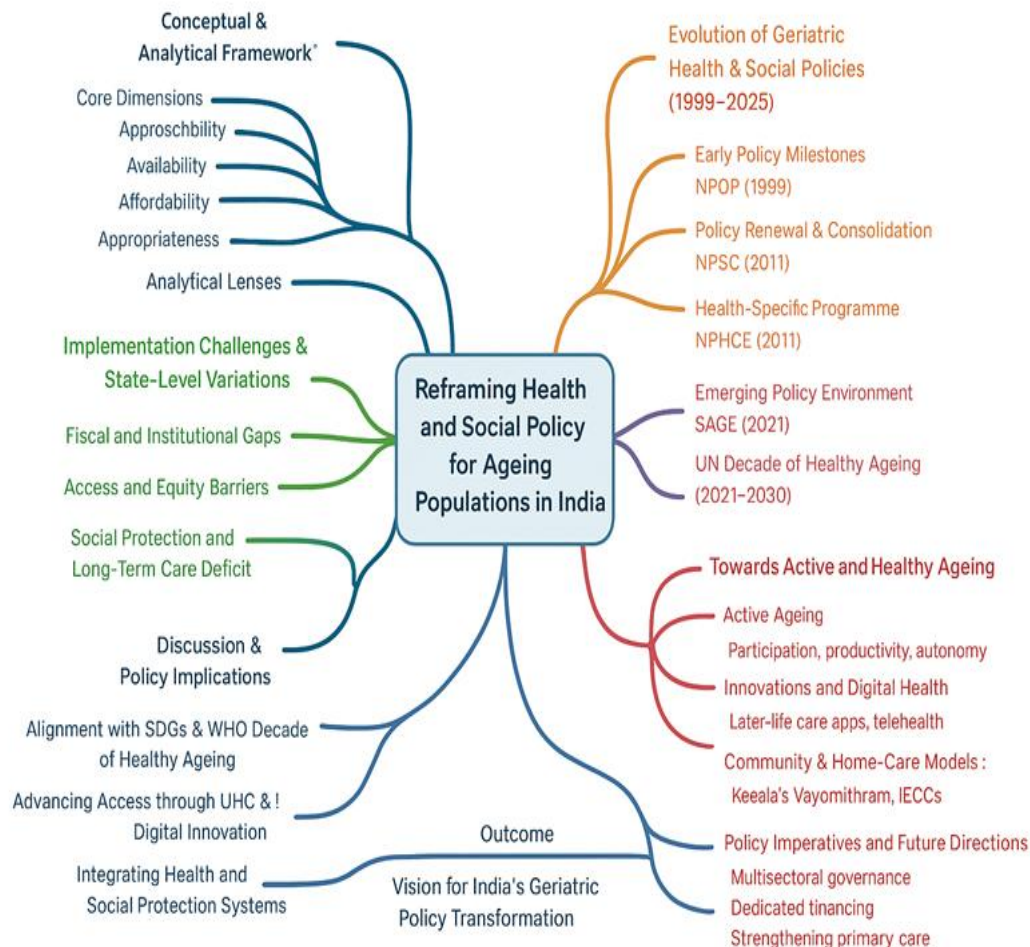 Conceptual &
Analytical Framework*
Core Dimensions
Approschbility
Availability
Affordability
Appropriateness
Analytical Lenses
Implementation Challenges &
State-Level Variations
Fiscal and Institutional Gaps
Access and Equity Barriers
Social Protection and
Long-Term Care Deficit
Discussion &
Policy Implications
Alignment with SDGs & WHO Decade
of Healthy Ageing
Advancing Access through UHC & !
Digital Innovation
Integrating Health and
Social Protection Systems
Reframing Health
and Social Policy
for Ageing
Populations in India
Outcome
Vision for India's Geriatric
Policy Transformation
Evolution of Geriatric
Health & Social Policies
(1999–2025)
Early Policy Milestones
NPOP (1999)
Policy Renewal & Consolidation
NPSC (2011)
Health-Specific Programme
NPHCE (2011)
Emerging Policy Environment
SAGE (2021)
UN Decade of Healthy Ageing
(2021–2030)
Towards Active and Healthy Ageing
Active Ageing
Participation, productivity, autonomy
Innovations and Digital Health
Later-life care apps, telehealth
Community & Home-Care Models :
Keeala's Vayomithram, IECCs
Policy Imperatives and Future Directions
Multisectoral governance
Dedicated tinancing
Strengthening primary care